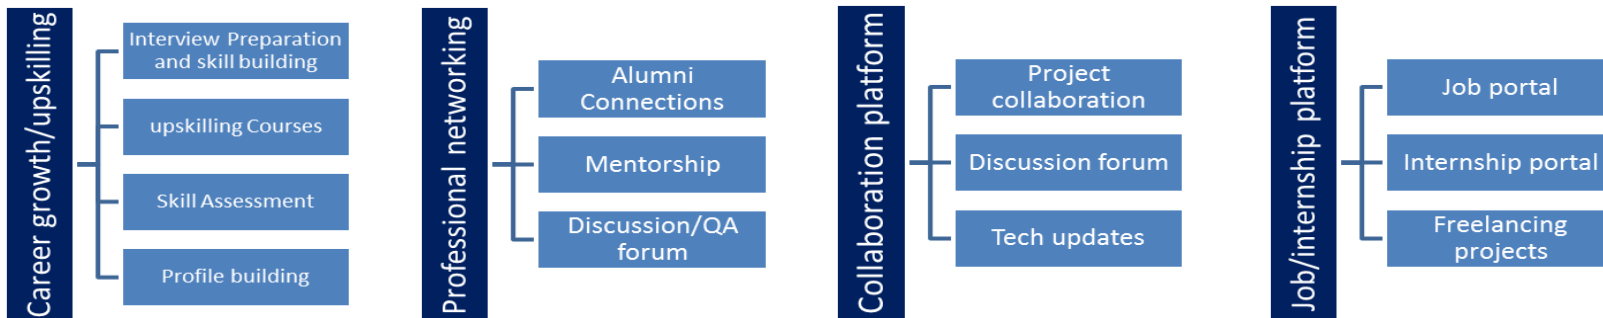 Career growth/upskilling
Interview Preparation
and skill building
upskilling Courses
Skill Assessment
Profile building
Professional networking
Alumni
Connections
Mentorship
Discussion/QA
forum
Collaboration platform
Project
collaboration
Discussion forum
Tech updates
Job/internship platform
Job portal
Internship portal
Freelancing
projects